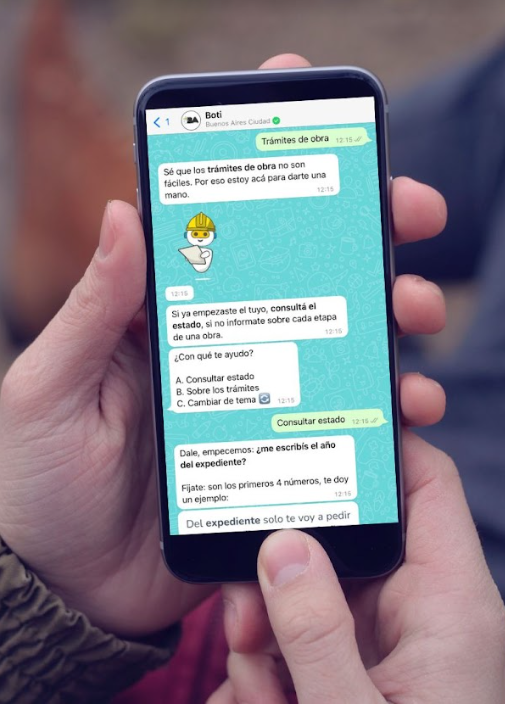 1
BA
Boti
Buenos Aires Ciudad
Trámites de obra 12:15
Sé que los trámites de obra no son
fáciles. Por eso estoy acá para darte una
mano.
12:15
12:15
Si ya empezaste el tuyo, consultá el
estado, si no informate sobre cada etapa
de una obra.
12:15
¿Con qué te ayudo?
A. Consultar estado
B. Sobre los trámites
C. Cambiar de tema 12:15
Consultar estado 12:15
Dale, empecemos: ¿me escribís el año
del expediente?
Fijate: son los primeros 4 números, te doy
un ejemplo:
12:15
Del expediente solo te voy a pedir